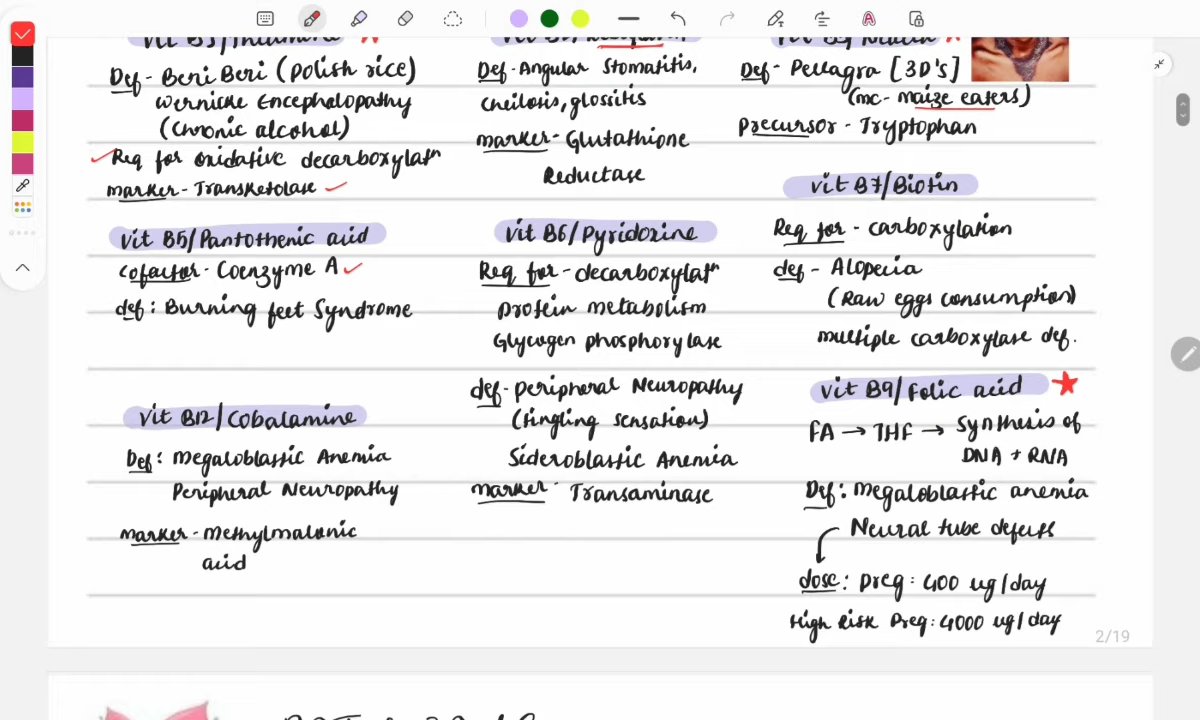 Def- Beri Beri (polish rice)
Wernicke Encephalopathy
(chronic alcohol)
Req for oxidative decarboxylatⁿ
marker- Transketolase
Vit B5/Pantothenic acid
cofactor- Coenzyme A
def: Burning feet Syndrome
Vit B12/Cobalamine
Def: megaloblastic Anemia
Peripheral Neuropathy
marker- methylmalonic
acid
Def- Angular Stomatitis,
cheilosis, glossitis
marker- Glutathione
Reductase
Vit B6/Pyridoxine
Req for- decarboxylatⁿ
protein metabolism
Glycogen phosphorylase
def- peripheral Neuropathy
(tingling sensation)
Sideroblastic Anemia
marker- Transaminase
Def- Pellagra [3D's]
(mc- maize eaters)
Precursor- Tryptophan
Vit B7/Biotin
Req for- carboxylation
def- Alopecia
(Raw eggs consumption)
multiple carboxylase def.
Vit B9/Folic acid
FA → THF → Synthesis of
DNA + RNA
Def: megaloblastic anemia
Neural tube defects
dose: Preg: 400 ug/day
High Risk Preg: 4000 ug/day
2/19